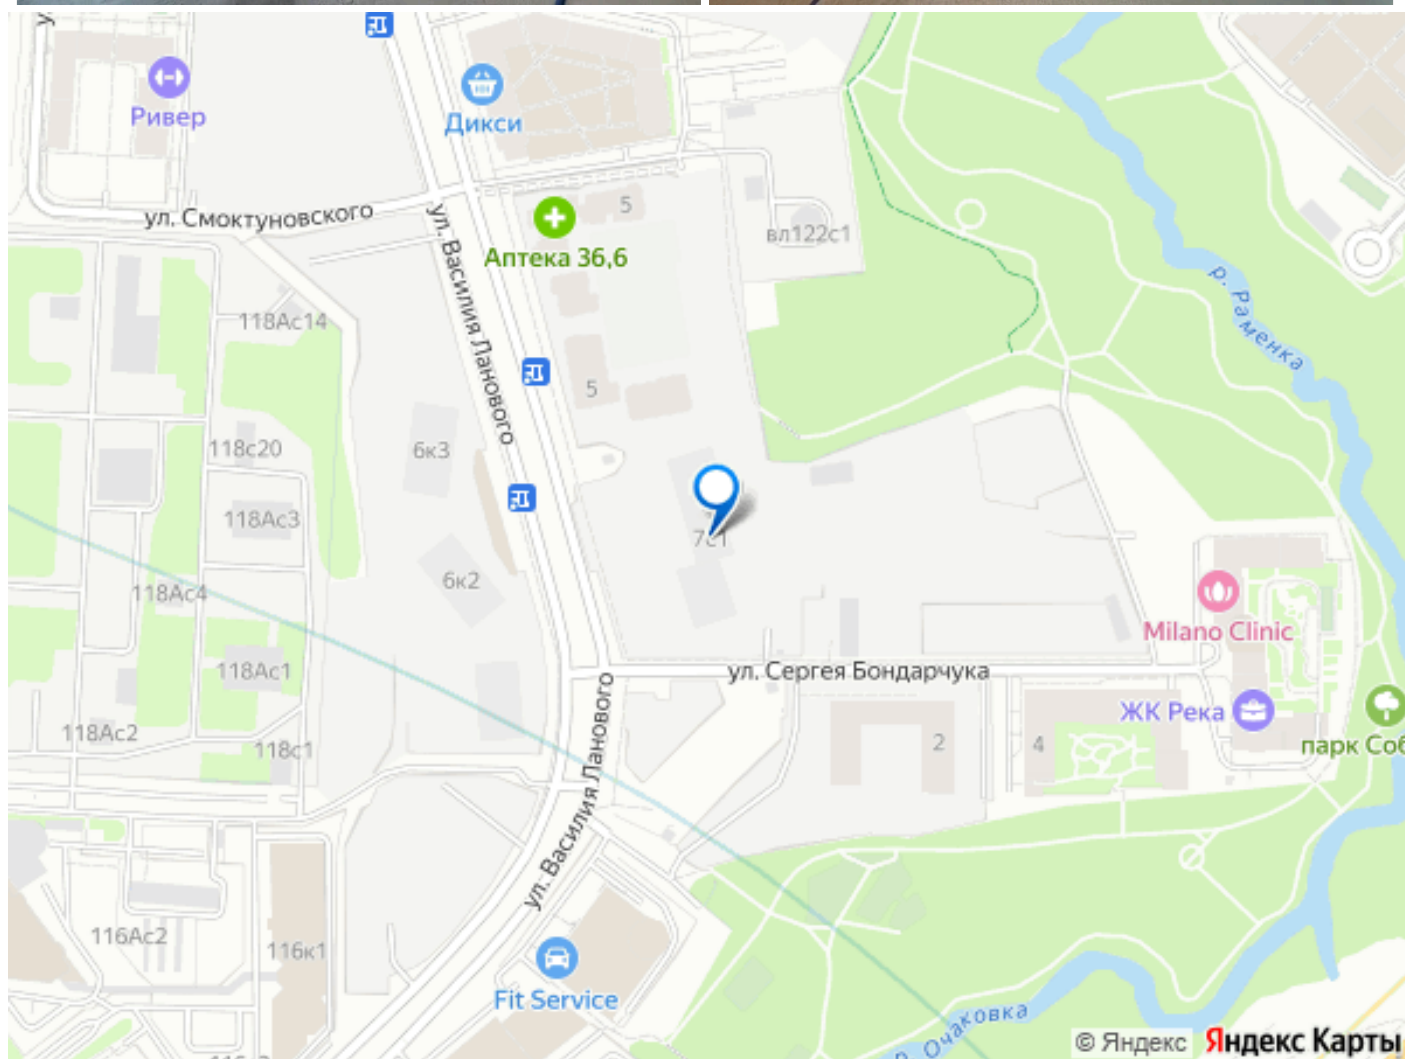 Ривер
Дикси
ул. Смоктуновского
5
Аптека 36,6
вл122с1
ул. Василия Ланового
р. Раменка
118Ас14
5
118с20
6к3
118Ас3
7с1
6к2
118Ас4
Milano Clinic
118Ас1
ул. Сергея Бондарчука
ул. Василия Ланового
ЖК Река
118Ас2
118с1
2
4
парк Соб
116Ас2
116к1
Fit Service
р. Очаковка
© Яндекс Яндекс Карты